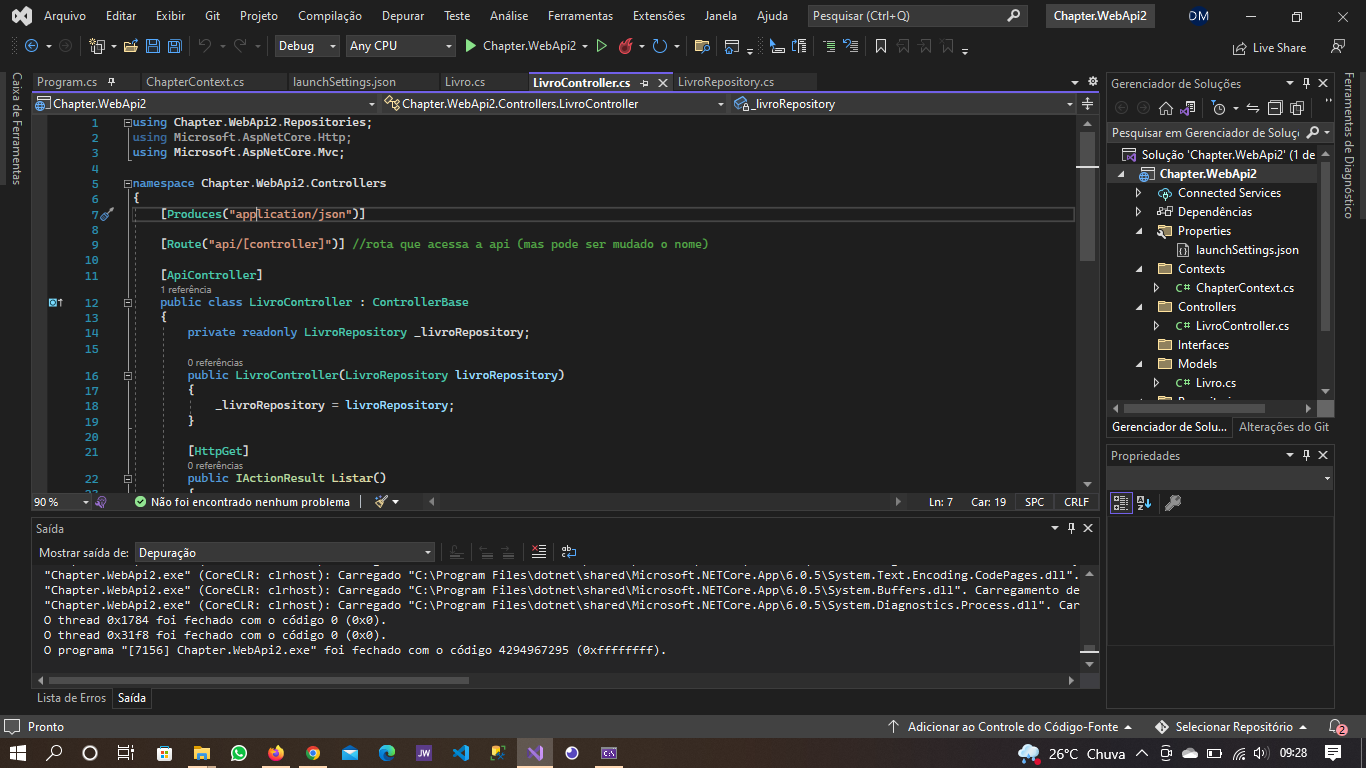 Arquivo Editar Exibir Git Projeto Compilação Depurar Teste Análise Ferramentas Extensões Janela Ajuda Pesquisar (Ctrl+Q) Chapter.WebApi2 DM
Debug Any CPU Chapter.WebApi2 Live Share
Caixa de Ferramentas
Program.cs ChapterContext.cs launchSettings.json Livro.cs LivroController.cs LivroRepository.cs
Chapter.WebApi2 Chapter.WebApi2.Controllers.LivroController _livroRepository
1 using Chapter.WebApi2.Repositories;
2 using Microsoft.AspNetCore.Http;
3 using Microsoft.AspNetCore.Mvc;
4
5 namespace Chapter.WebApi2.Controllers
6 {
7 [Produces("application/json")]
8
9 [Route("api/[controller]")] //rota que acessa a api (mas pode ser mudado o nome)
10
11 [ApiController]
1 referência
12 public class LivroController : ControllerBase
13 {
14 private readonly LivroRepository _livroRepository;
15
0 referências
16 public LivroController(LivroRepository livroRepository)
17 {
18 _livroRepository = livroRepository;
19 }
20
21 [HttpGet]
0 referências
22 public IActionResult Listar()
90 % Não foi encontrado nenhum problema Ln: 7 Car: 19 SPC CRLF
Saída
Mostrar saída de: Depuração
"Chapter.WebApi2.exe" (CoreCLR: clrhost): Carregado "C:\Program Files\dotnet\shared\Microsoft.NETCore.App\6.0.5\System.Text.Encoding.CodePages.dll".
"Chapter.WebApi2.exe" (CoreCLR: clrhost): Carregado "C:\Program Files\dotnet\shared\Microsoft.NETCore.App\6.0.5\System.Buffers.dll". Carregamento de
"Chapter.WebApi2.exe" (CoreCLR: clrhost): Carregado "C:\Program Files\dotnet\shared\Microsoft.NETCore.App\6.0.5\System.Diagnostics.Process.dll". Car
O thread 0x1784 foi fechado com o código 0 (0x0).
O thread 0x31f8 foi fechado com o código 0 (0x0).
O programa "[7156] Chapter.WebApi2.exe" foi fechado com o código 4294967295 (0xffffffff).
Lista de Erros Saída
Gerenciador de Soluções
Pesquisar em Gerenciador de Soluç
Solução 'Chapter.WebApi2' (1 de
Chapter.WebApi2
Connected Services
Dependências
Properties
launchSettings.json
Contexts
C# ChapterContext.cs
Controllers
C# LivroController.cs
Interfaces
Models
C# Livro.cs
Gerenciador de Solu... Alterações do Git
Propriedades
Ferramentas de Diagnóstico
Pronto Adicionar ao Controle do Código-Fonte Selecionar Repositório 2
JW 26°C Chuva 09:28